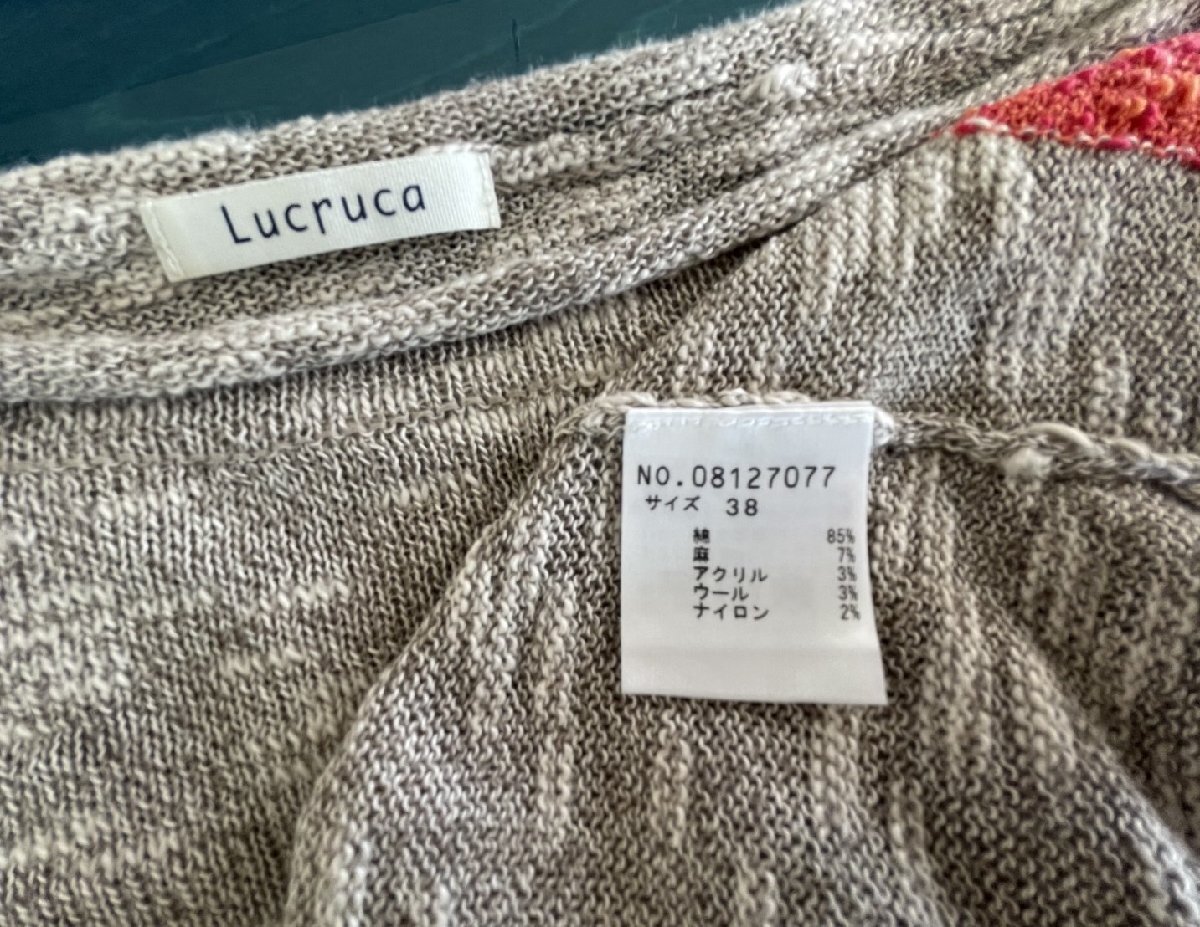 Lucruca
NO.08127077
サイズ 38
綿 85%
麻 7%
アクリル 3%
ウール 3%
ナイロン 2%